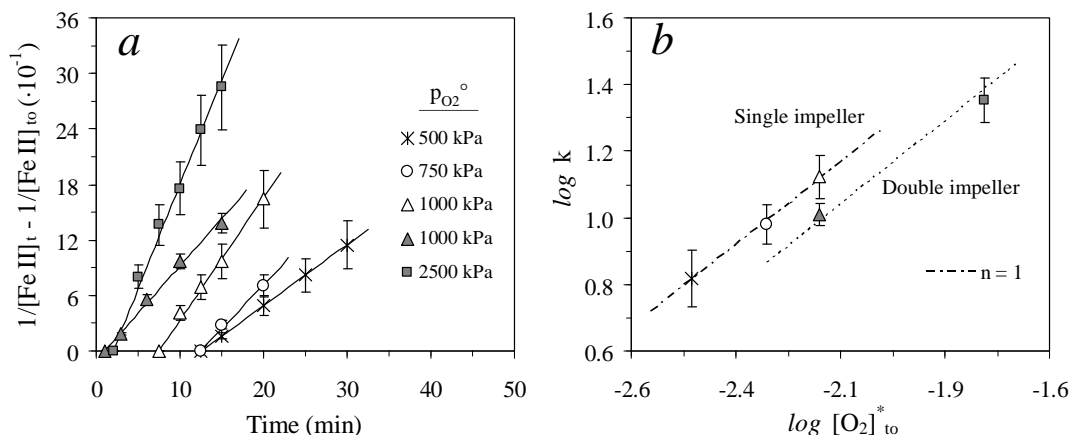 a
1/[Fe II]t - 1/[Fe II]to (·10-1)
36
30
24
18
12
6
0
0 10 20 30 40 50
Time (min)
pO2°
500 kPa
750 kPa
1000 kPa
1000 kPa
2500 kPa
b
log k
1.6
1.4
1.2
1.0
0.8
0.6
-2.6 -2.4 -2.1 -1.9 -1.6
log [O2]*to
Single impeller
Double impeller
n = 1